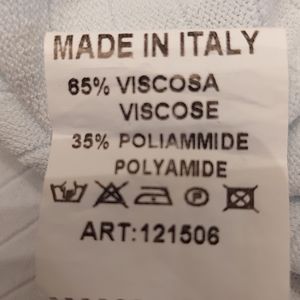 MADE IN ITALY
65% VISCOSA
VISCOSE
35% POLIAMMIDE
POLYAMIDE
ART:121506